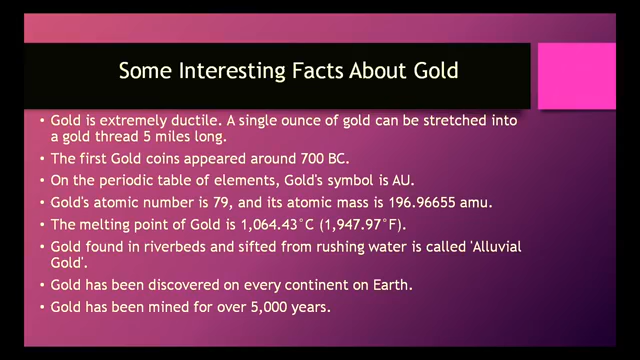 Some Interesting Facts About Gold
• Gold is extremely ductile. A single ounce of gold can be stretched into
a gold thread 5 miles long.
• The first Gold coins appeared around 700 BC.
• On the periodic table of elements, Gold's symbol is AU.
• Gold's atomic number is 79, and its atomic mass is 196.96655 amu.
• The melting point of Gold is 1,064.43°C (1,947.97°F).
• Gold found in riverbeds and sifted from rushing water is called 'Alluvial
Gold'.
• Gold has been discovered on every continent on Earth.
• Gold has been mined for over 5,000 years.